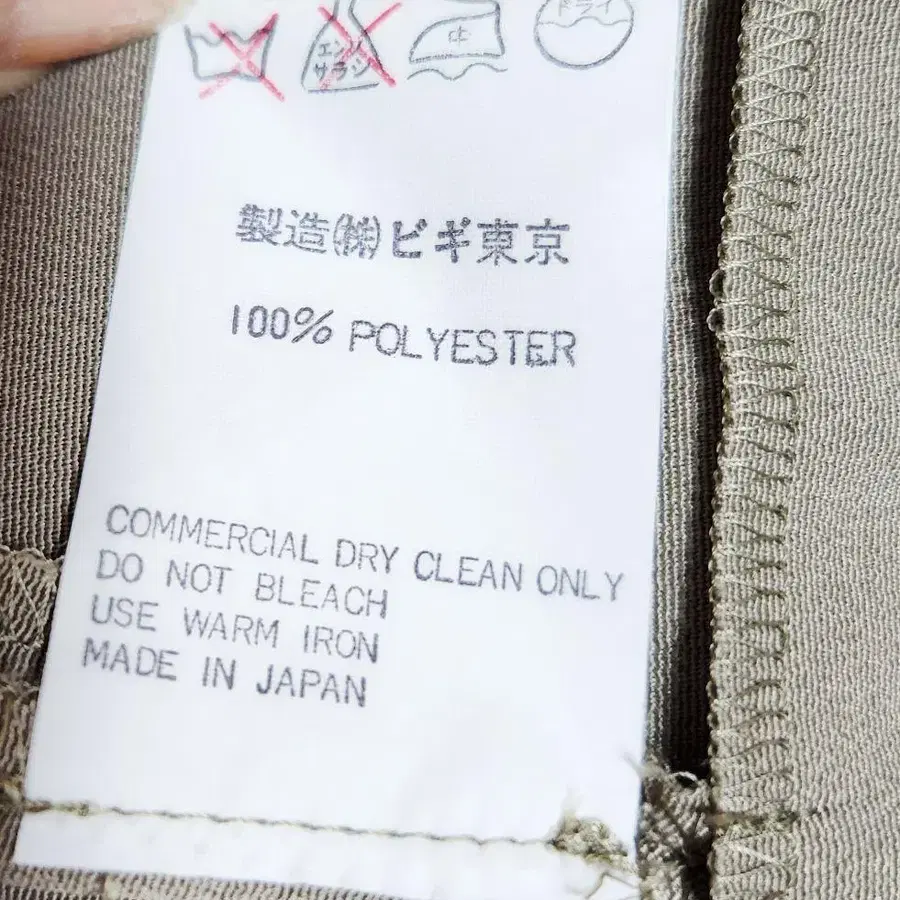 エンソ
サラシ
中
ドライ
製造㈱ビギ東京
100% POLYESTER
COMMERCIAL DRY CLEAN ONLY
DO NOT BLEACH
USE WARM IRON
MADE IN JAPAN